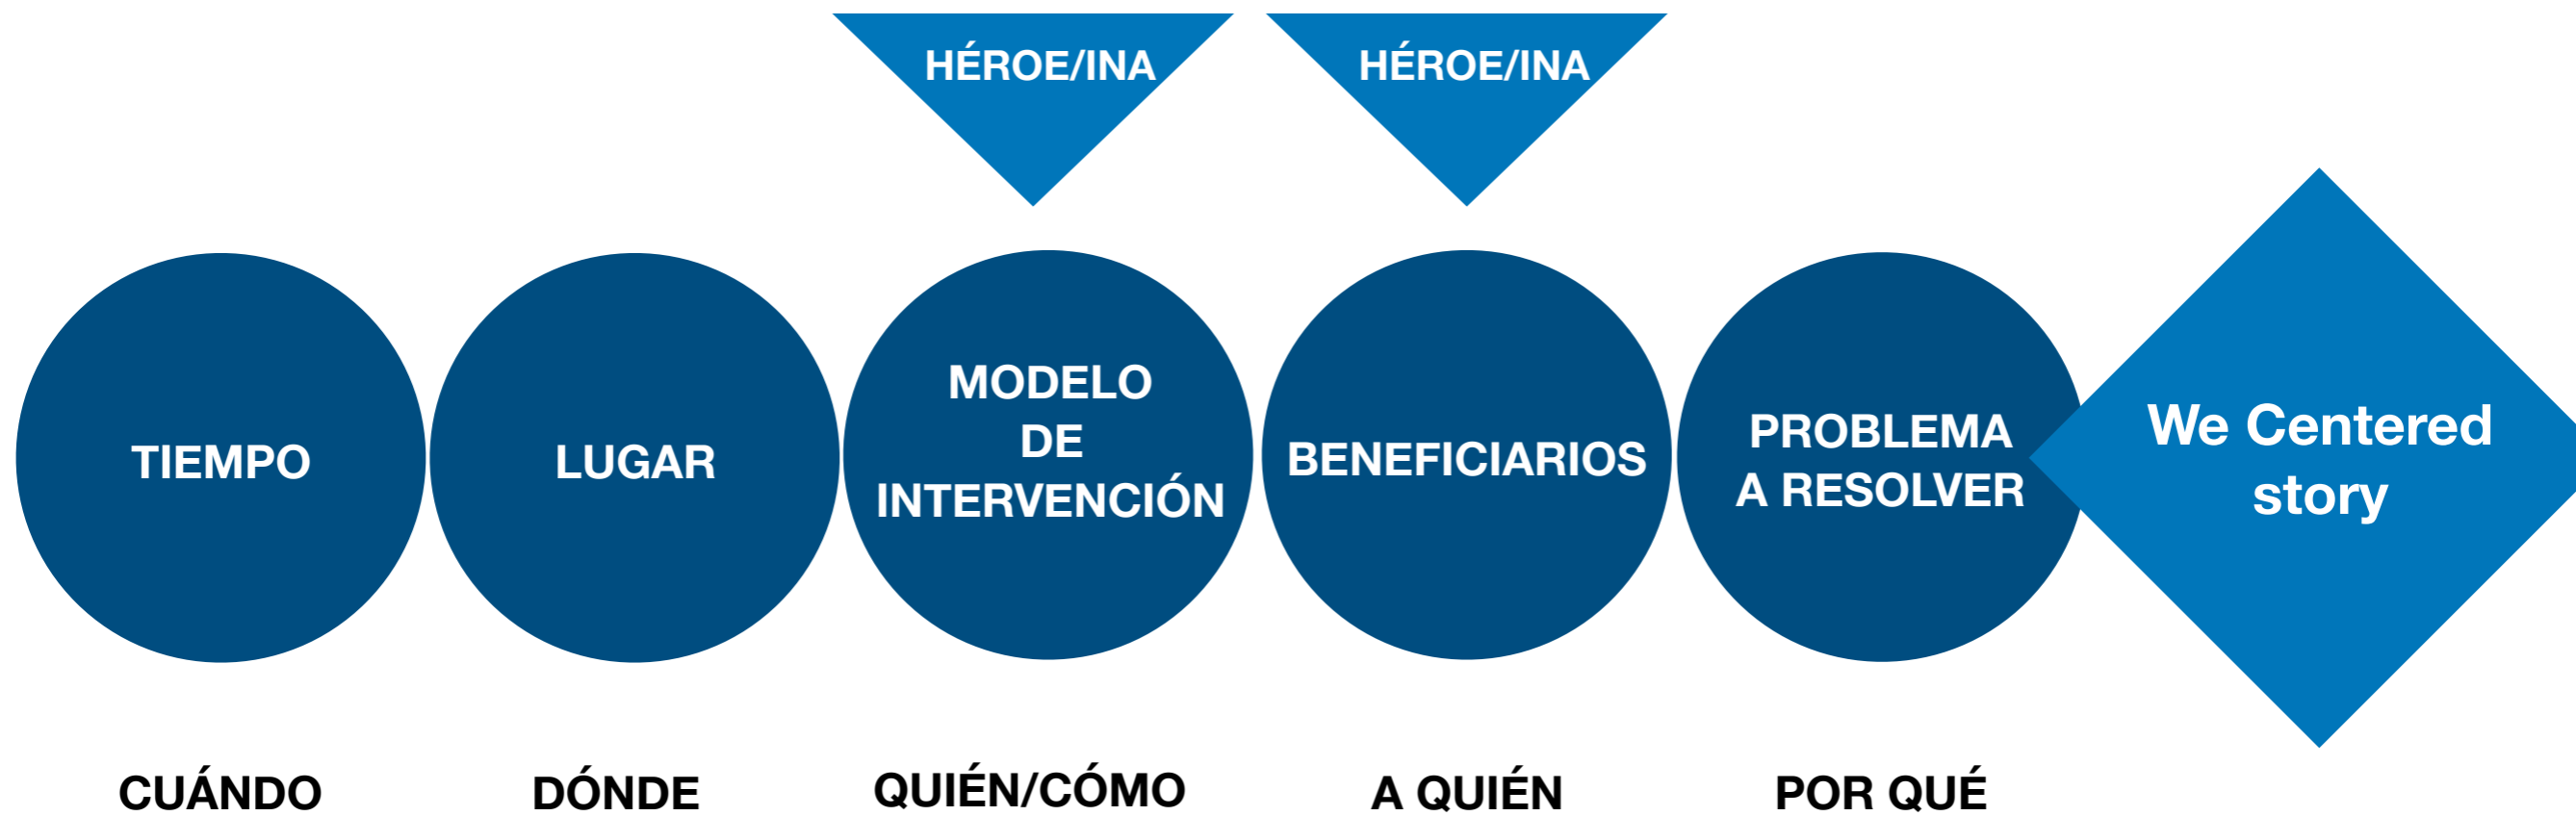 HÉROE/INA
HÉROE/INA
TIEMPO
LUGAR
MODELO
DE
INTERVENCIÓN
BENEFICIARIOS
PROBLEMA
A RESOLVER
We Centered
story
CUÁNDO
DÓNDE
QUIÉN/CÓMO
A QUIÉN
POR QUÉ